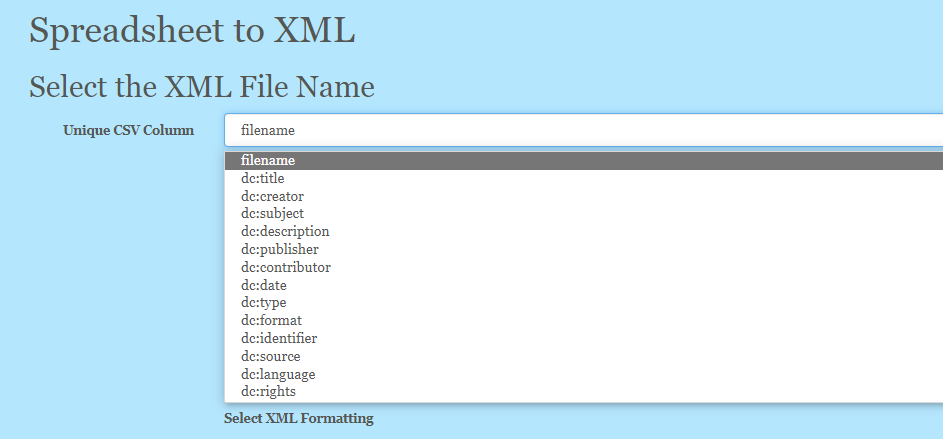 Spreadsheet to XML
Select the XML File Name
Unique CSV Column
filename
filename
dc:title
dc:creator
dc:subject
dc:description
dc:publisher
dc:contributor
dc:date
dc:type
dc:format
dc:identifier
dc:source
dc:language
dc:rights
Select XML Formatting